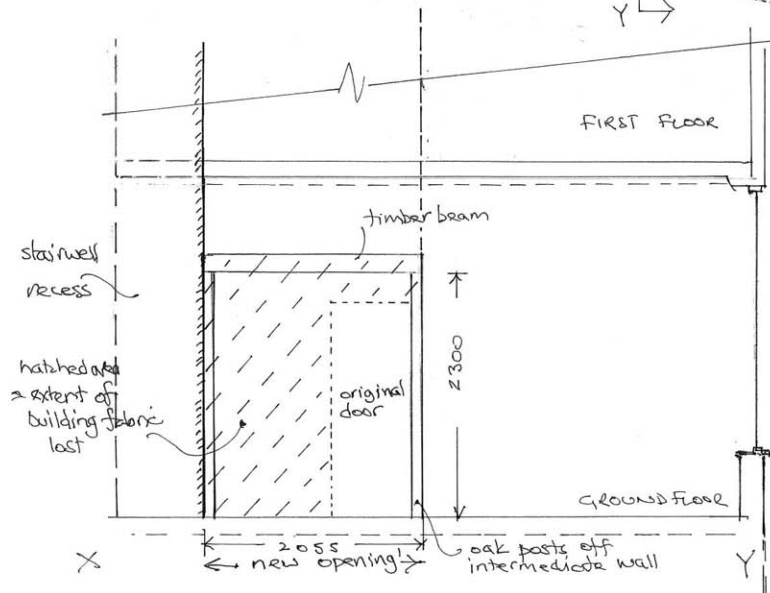 Y
FIRST FLOOR
timber beam
stairwell
recess
2300
hatched area
= extent of
building fabric
lost
original
door
GROUND FLOOR
X
2055
new opening
oak posts off
intermediate wall
Y